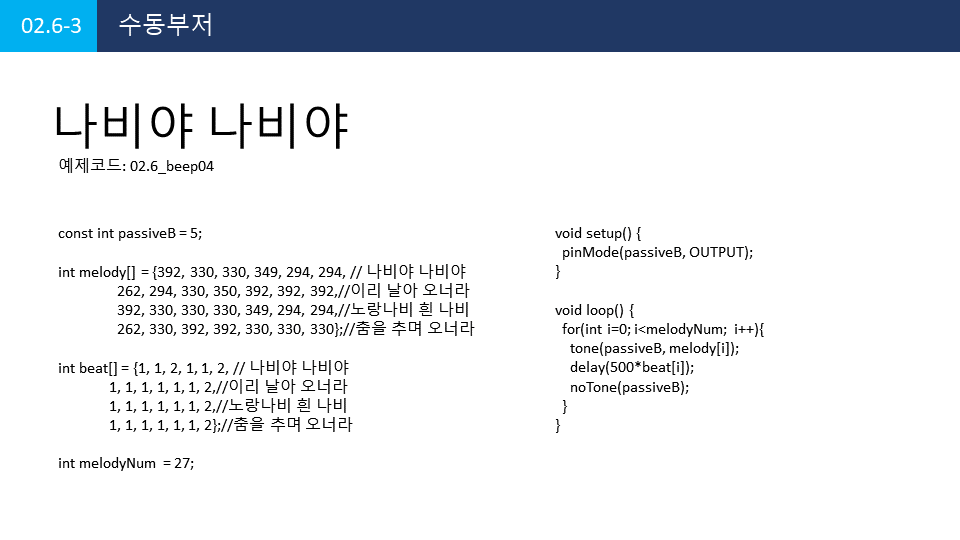 02.6-3
수동부저
나비야 나비야
예제코드: 02.6_beep04
const int passiveB = 5;
int melody[] = {392, 330, 330, 349, 294, 294, // 나비야 나비야
262, 294, 330, 350, 392, 392, 392,//이리 날아 오너라
392, 330, 330, 330, 349, 294, 294,//노랑나비 흰 나비
262, 330, 392, 392, 330, 330, 330};//춤을 추며 오너라
int beat[] = {1, 1, 2, 1, 1, 2, // 나비야 나비야
1, 1, 1, 1, 1, 1, 2,//이리 날아 오너라
1, 1, 1, 1, 1, 1, 2,//노랑나비 흰 나비
1, 1, 1, 1, 1, 1, 2};//춤을 추며 오너라
int melodyNum = 27;
void setup() {
pinMode(passiveB, OUTPUT);
}
void loop() {
for(int i=0; i<melodyNum; i++){
tone(passiveB, melody[i]);
delay(500*beat[i]);
noTone(passiveB);
}
}